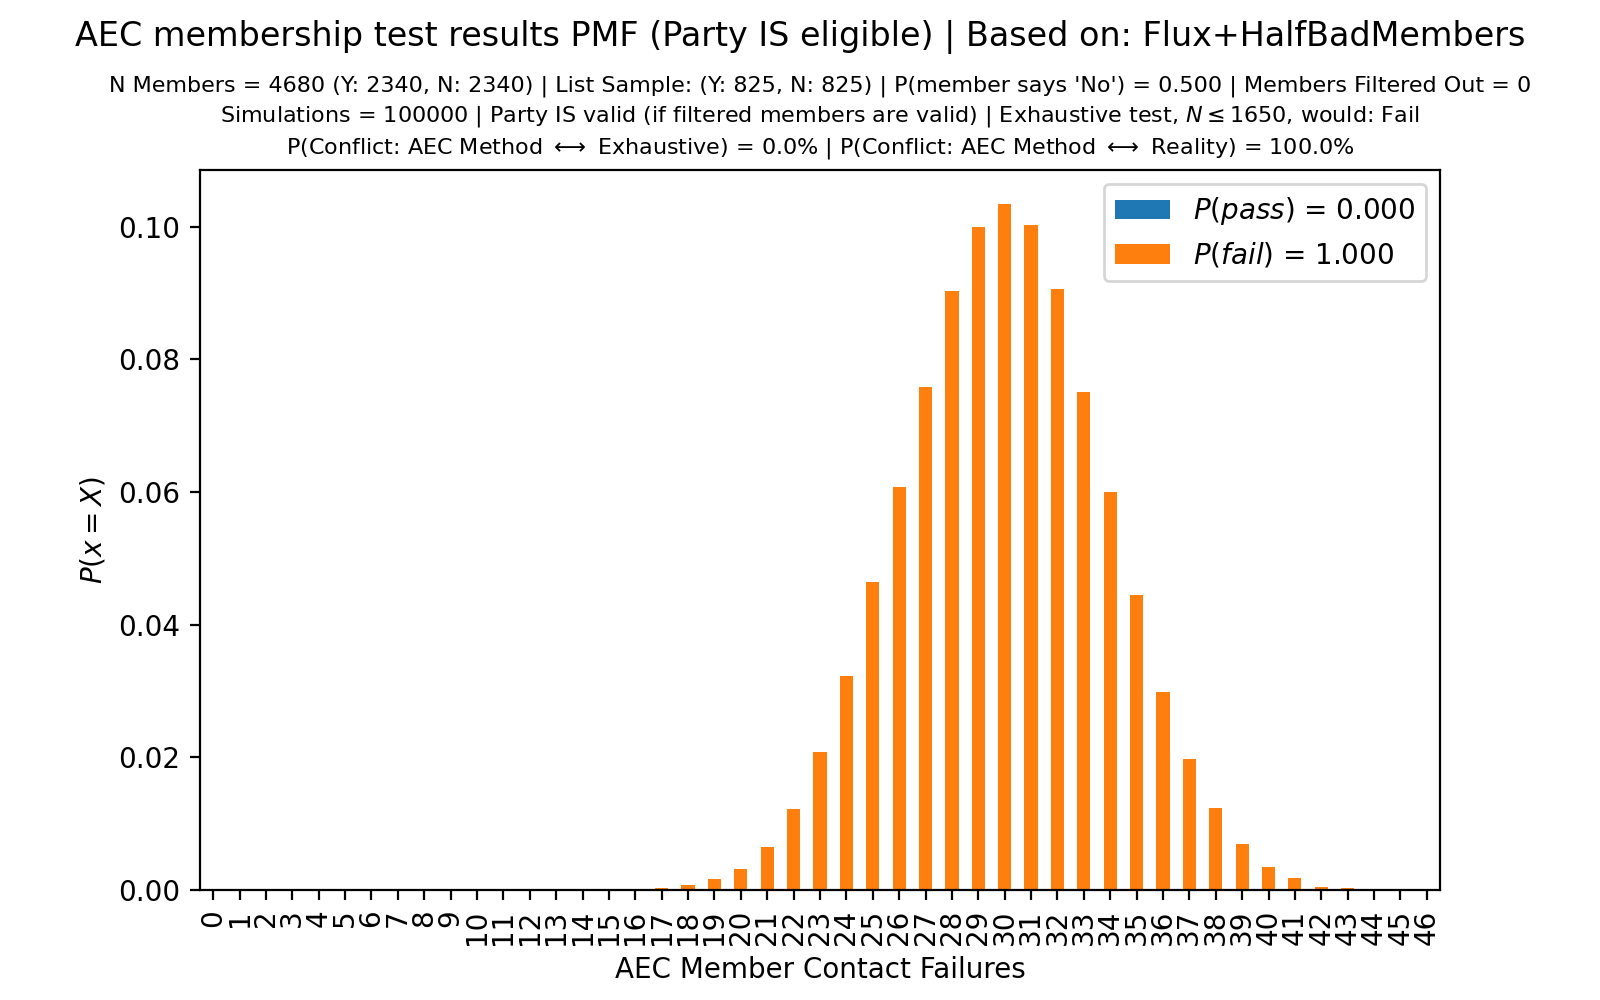 AEC membership test results PMF (Party IS eligible) | Based on: Flux+HalfBadMembers
N Members = 4680 (Y: 2340, N: 2340) | List Sample: (Y: 825, N: 825) | P(member says 'No') = 0.500 | Members Filtered Out = 0
Simulations = 100000 | Party IS valid (if filtered members are valid) | Exhaustive test, N ≤ 1650, would: Fail
P(Conflict: AEC Method ⟷ Exhaustive) = 0.0% | P(Conflict: AEC Method ⟷ Reality) = 100.0%
P(pass) = 0.000
P(fail) = 1.000
0.10
0.08
0.06
0.04
0.02
0.00
P(x = X)
0 1 2 3 4 5 6 7 8 9 10 11 12 13 14 15 16 17 18 19 20 21 22 23 24 25 26 27 28 29 30 31 32 33 34 35 36 37 38 39 40 41 42 43 44 45 46
AEC Member Contact Failures